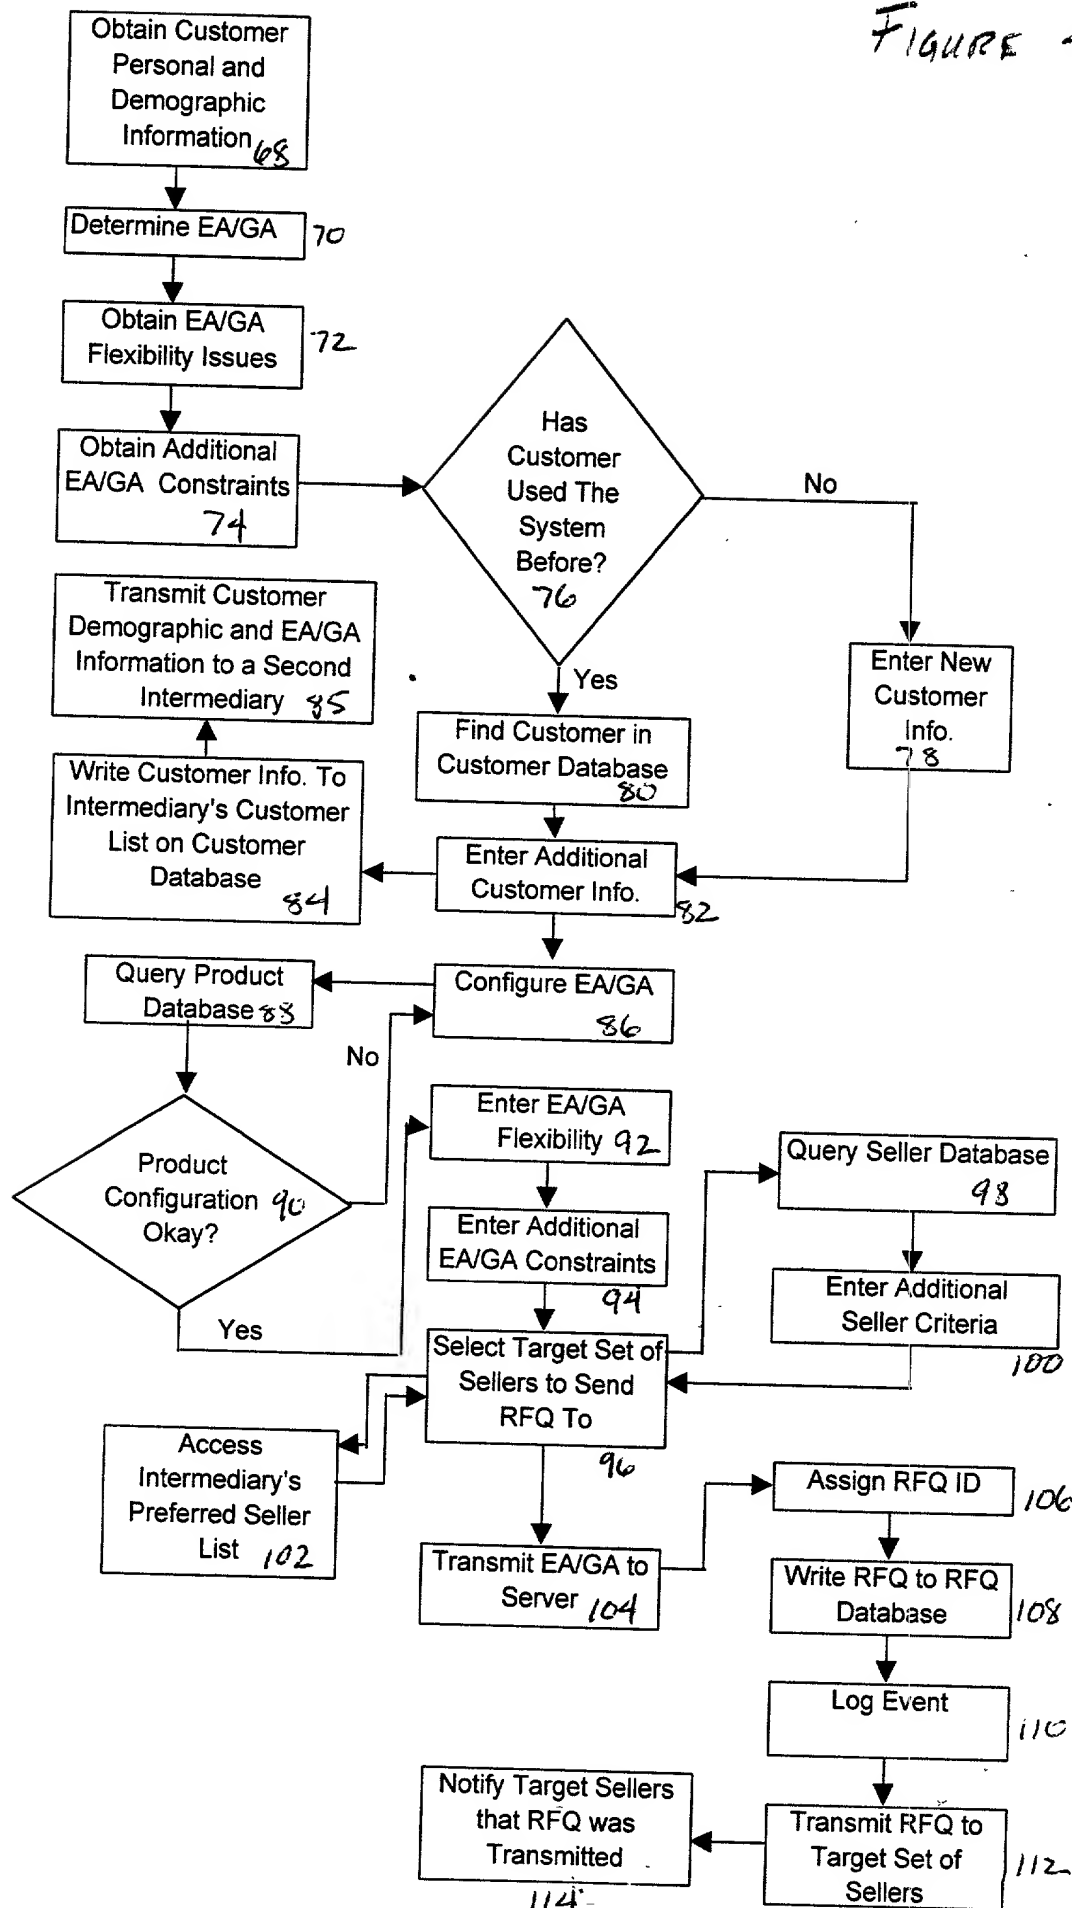 FIGURE
Obtain Customer
Personal and
Demographic
Information 68
Determine EA/GA 70
Obtain EA/GA
Flexibility Issues 72
Obtain Additional
EA/GA Constraints
74
Has
Customer
Used The
System
Before?
76
No
Yes
Enter New
Customer
Info.
78
Transmit Customer
Demographic and EA/GA
Information to a Second
Intermediary 85
Find Customer in
Customer Database
80
Write Customer Info. To
Intermediary's Customer
List on Customer
Database
84
Enter Additional
Customer Info.
82
Query Product
Database 88
Configure EA/GA
86
No
Product
Configuration 90
Okay?
Yes
Enter EA/GA
Flexibility 92
Enter Additional
EA/GA Constraints
94
Query Seller Database
98
Enter Additional
Seller Criteria
100
Select Target Set of
Sellers to Send
RFQ To
96
Access
Intermediary's
Preferred Seller
List 102
Transmit EA/GA to
Server 104
Assign RFQ ID 106
Write RFQ to RFQ
Database 108
Log Event
110
Transmit RFQ to
Target Set of
Sellers
112
Notify Target Sellers
that RFQ was
Transmitted
114